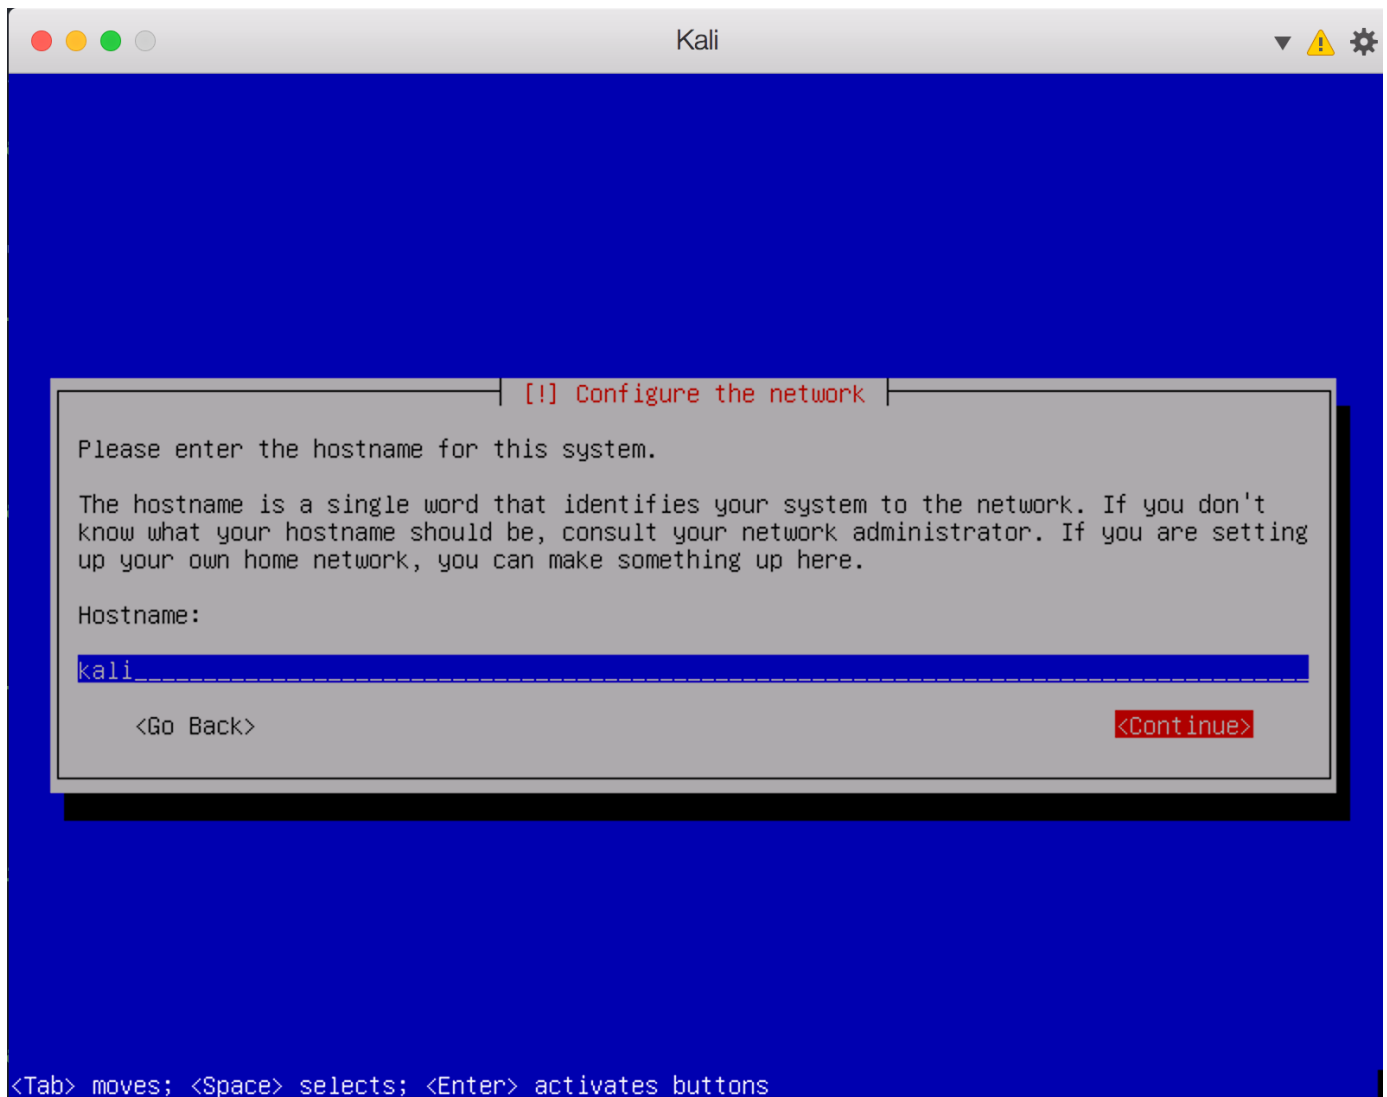 Kali
[!] Configure the network
Please enter the hostname for this system.
The hostname is a single word that identifies your system to the network. If you don't
know what your hostname should be, consult your network administrator. If you are setting
up your own home network, you can make something up here.
Hostname:
kali
<Go Back> <Continue>
<Tab> moves; <Space> selects; <Enter> activates buttons